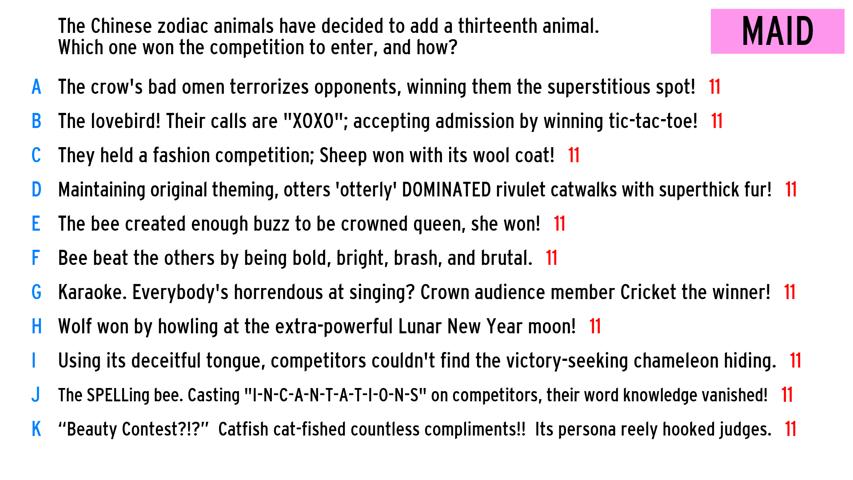 The Chinese zodiac animals have decided to add a thirteenth animal.
Which one won the competition to enter, and how?
MAID
A The crow's bad omen terrorizes opponents, winning them the superstitious spot! 11
B The lovebird! Their calls are "XOXO"; accepting admission by winning tic-tac-toe! 11
C They held a fashion competition; Sheep won with its wool coat! 11
D Maintaining original theming, otters 'otterly' DOMINATED rivulet catwalks with superthick fur! 11
E The bee created enough buzz to be crowned queen, she won! 11
F Bee beat the others by being bold, bright, brash, and brutal. 11
G Karaoke. Everybody's horrendous at singing? Crown audience member Cricket the winner! 11
H Wolf won by howling at the extra-powerful Lunar New Year moon! 11
I Using its deceitful tongue, competitors couldn't find the victory-seeking chameleon hiding. 11
J The SPELLing bee. Casting "I-N-C-A-N-T-A-T-I-O-N-S" on competitors, their word knowledge vanished! 11
K “Beauty Contest?!?” Catfish cat-fished countless compliments!! Its persona reely hooked judges. 11